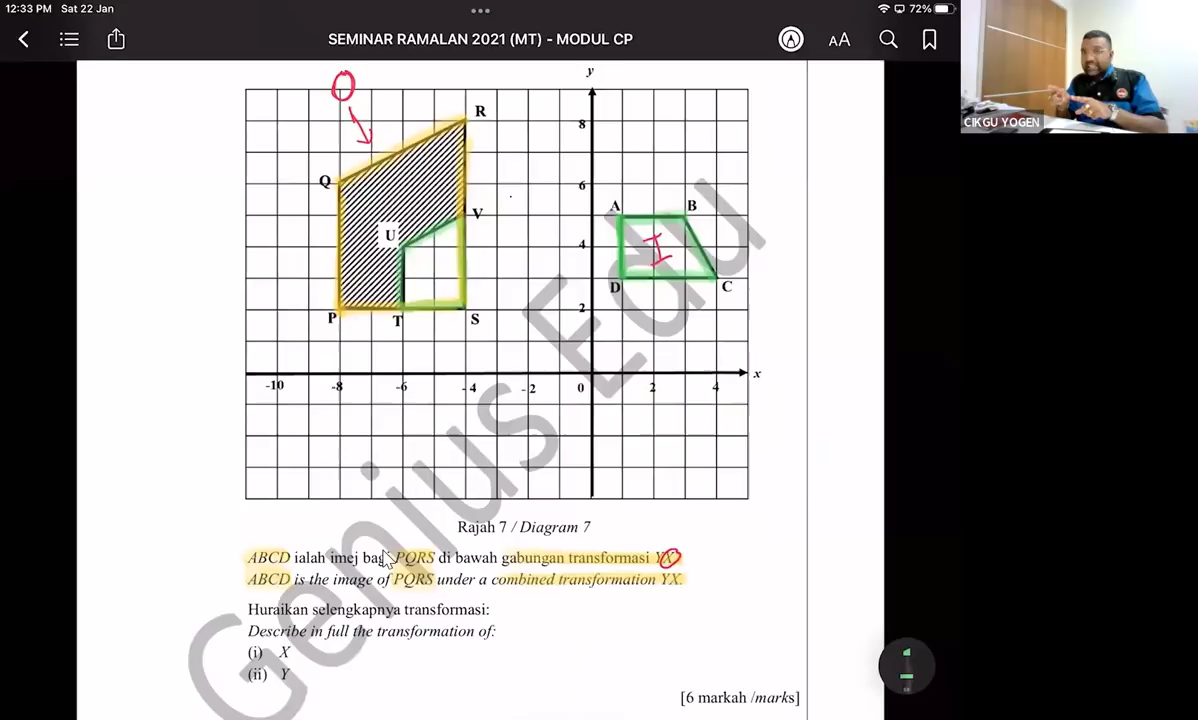 12:33 PM Sat 22 Jan
72%
SEMINAR RAMALAN 2021 (MT) - MODUL CP
AA
CIKGU YOGEN
y
O
R
8
Q
6
V
A
B
U
4
I
D
C
P
T
S
2
x
-10
-8
-6
- 4
- 2
0
2
4
Genius Edu
Rajah 7 / Diagram 7
ABCD ialah imej bagi PQRS di bawah gabungan transformasi YX.
ABCD is the image of PQRS under a combined transformation YX.
Huraikan selengkapnya transformasi:
Describe in full the transformation of:
(i) X
(ii) Y
[6 markah /marks]